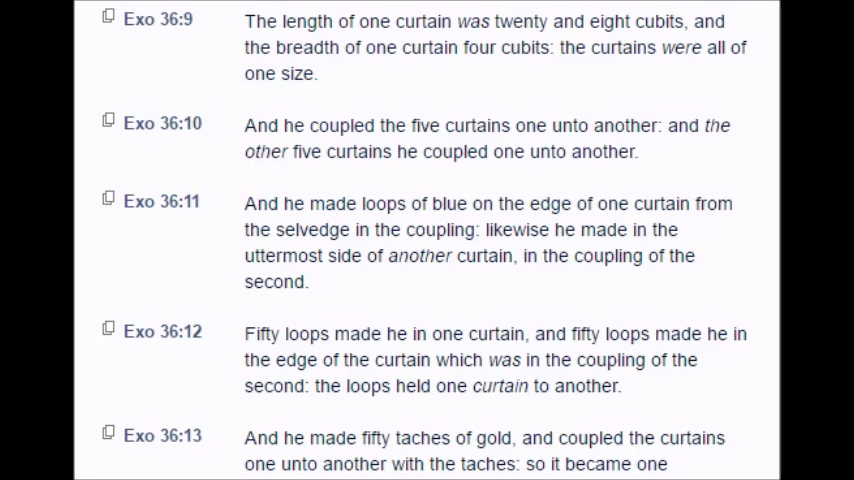 Exo 36:9 The length of one curtain was twenty and eight cubits, and
the breadth of one curtain four cubits: the curtains were all of
one size.
Exo 36:10 And he coupled the five curtains one unto another: and the
other five curtains he coupled one unto another.
Exo 36:11 And he made loops of blue on the edge of one curtain from
the selvedge in the coupling: likewise he made in the
uttermost side of another curtain, in the coupling of the
second.
Exo 36:12 Fifty loops made he in one curtain, and fifty loops made he in
the edge of the curtain which was in the coupling of the
second: the loops held one curtain to another.
Exo 36:13 And he made fifty taches of gold, and coupled the curtains
one unto another with the taches: so it became one